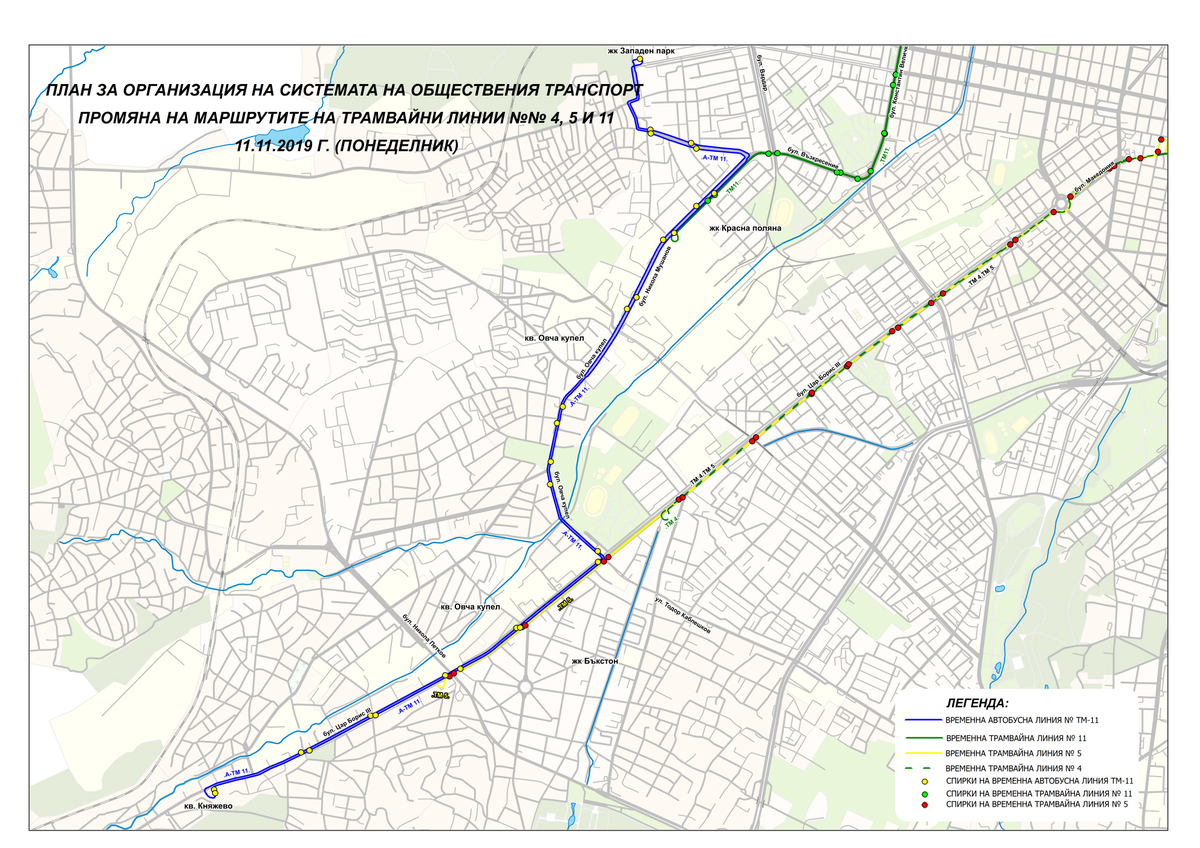 жк Западен парк
ПЛАН ЗА ОРГАНИЗАЦИЯ НА СИСТЕМАТА НА ОБЩЕСТВЕНИЯ ТРАНСПОРТ
ПРОМЯНА НА МАРШРУТИТЕ НА ТРАМВАЙНИ ЛИНИИ №№ 4, 5 И 11
11.11.2019 Г. (ПОНЕДЕЛНИК)
бул. Вардар
бул. Константин Велича
.А-ТМ 11.
бул. Възкресение
.ТМ11.
бул. Македония
.ТМ11.
жк Красна поляна
бул. Никола Мушанов
.ТМ 4.ТМ 5.
кв. Овча купел
бул. Овча купел
бул. Цар Борис III
.А-ТМ 11.
.ТМ 4.ТМ 5.
бул. Овча купел
.ТМ 4.
.А-ТМ 11.
кв. Овча купел
.ТМ 5.
ул. Тодор Каблешков
бул. Никола Петков
жк Бъкстон
.ТМ 5.
.А-ТМ 11.
бул. Цар Борис III
.А-ТМ 11.
кв. Княжево
ЛЕГЕНДА:
ВРЕМЕННА АВТОБУСНА ЛИНИЯ № ТМ-11
ВРЕМЕННА ТРАМВАЙНА ЛИНИЯ № 11
ВРЕМЕННА ТРАМВАЙНА ЛИНИЯ № 5
ВРЕМЕННА ТРАМВАЙНА ЛИНИЯ № 4
СПИРКИ НА ВРЕМЕННА АВТОБУСНА ЛИНИЯ ТМ-11
СПИРКИ НА ВРЕМЕННА ТРАМВАЙНА ЛИНИЯ № 11
СПИРКИ НА ВРЕМЕННА ТРАМВАЙНА ЛИНИЯ № 5